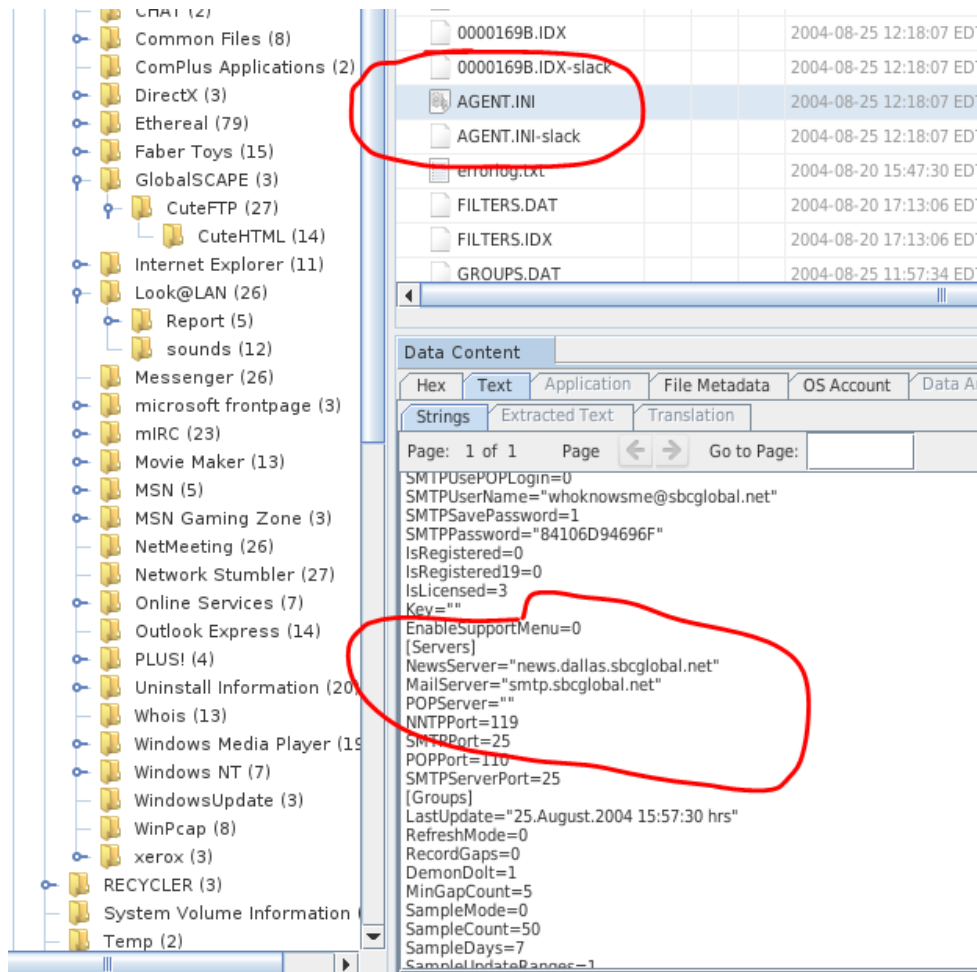 CHAT (2)
Common Files (8)
ComPlus Applications (2)
DirectX (3)
Ethereal (79)
Faber Toys (15)
GlobalSCAPE (3)
CuteFTP (27)
CuteHTML (14)
Internet Explorer (11)
Look@LAN (26)
Report (5)
sounds (12)
Messenger (26)
microsoft frontpage (3)
mIRC (23)
Movie Maker (13)
MSN (5)
MSN Gaming Zone (3)
NetMeeting (26)
Network Stumbler (27)
Online Services (7)
Outlook Express (14)
PLUS! (4)
Uninstall Information (20)
Whois (13)
Windows Media Player (19
Windows NT (7)
WindowsUpdate (3)
WinPcap (8)
xerox (3)
RECYCLER (3)
System Volume Information (
Temp (2)
0000169B.IDX 2004-08-25 12:18:07 EDT
0000169B.IDX-slack 2004-08-25 12:18:07 EDT
AGENT.INI 2004-08-25 12:18:07 EDT
AGENT.INI-slack 2004-08-25 12:18:07 EDT
errorlog.txt 2004-08-20 15:47:30 EDT
FILTERS.DAT 2004-08-20 17:13:06 EDT
FILTERS.IDX 2004-08-20 17:13:06 EDT
GROUPS.DAT 2004-08-25 11:57:34 EDT
Data Content
Hex Text Application File Metadata OS Account Data A
Strings Extracted Text Translation
Page: 1 of 1 Page Go to Page:
SMTPUsePOPLogin=0
SMTPUserName="whoknowsme@sbcglobal.net"
SMTPSavePassword=1
SMTPPassword="84106D94696F"
IsRegistered=0
IsRegistered19=0
IsLicensed=3
Key=""
EnableSupportMenu=0
[Servers]
NewsServer="news.dallas.sbcglobal.net"
MailServer="smtp.sbcglobal.net"
POPServer=""
NNTPPort=119
SMTPPort=25
POPPort=110
SMTPServerPort=25
[Groups]
LastUpdate="25.August.2004 15:57:30 hrs"
RefreshMode=0
RecordGaps=0
DemonDoIt=1
MinGapCount=5
SampleMode=0
SampleCount=50
SampleDays=7
SampleUpdateRanges=1